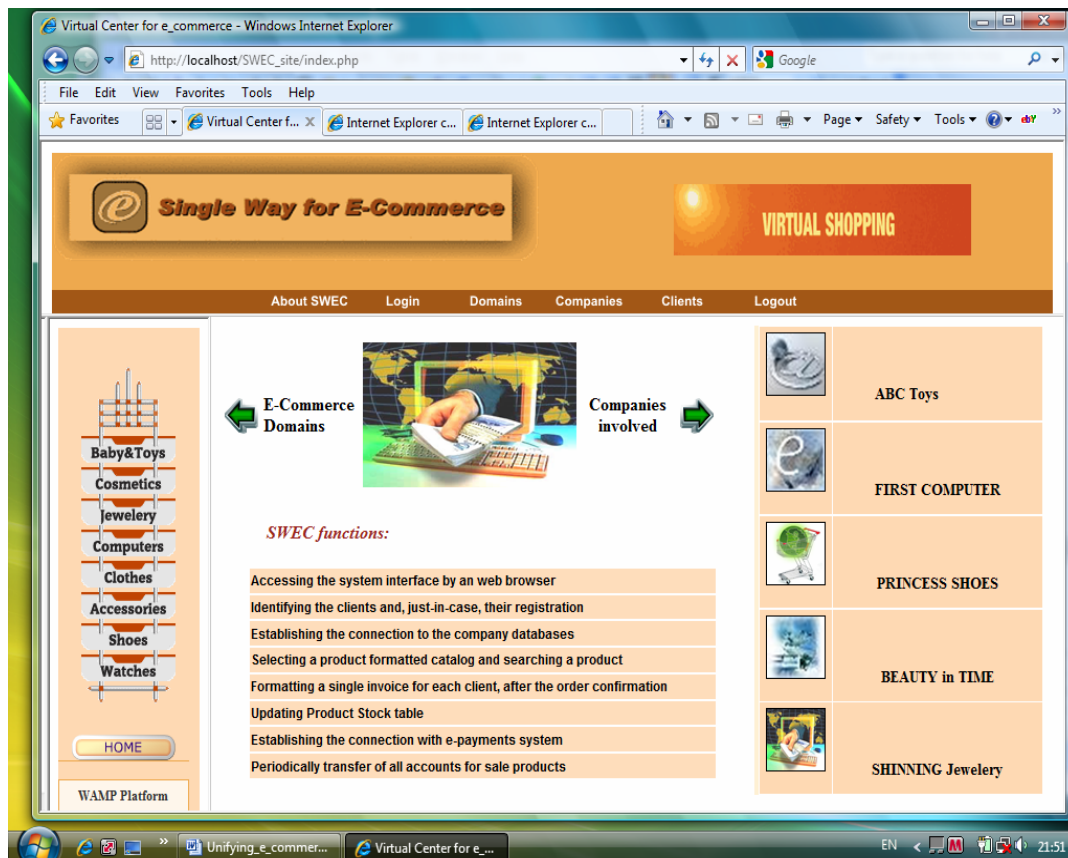 Virtual Center for e_commerce - Windows Internet Explorer
http://localhost/SWEC_site/index.php
Google
File Edit View Favorites Tools Help
Favorites
Virtual Center f...
Internet Explorer c...
Internet Explorer c...
Page Safety Tools
Single Way for E-Commerce
VIRTUAL SHOPPING
About SWEC Login Domains Companies Clients Logout
Baby&Toys
Cosmetics
Jewelery
Computers
Clothes
Accessories
Shoes
Watches
HOME
WAMP Platform
E-Commerce
Domains
Companies
involved
SWEC functions:
Accessing the system interface by an web browser
Identifying the clients and, just-in-case, their registration
Establishing the connection to the company databases
Selecting a product formatted catalog and searching a product
Formatting a single invoice for each client, after the order confirmation
Updating Product Stock table
Establishing the connection with e-payments system
Periodically transfer of all accounts for sale products
ABC Toys
FIRST COMPUTER
PRINCESS SHOES
BEAUTY in TIME
SHINNING Jewelery
Unifying_e_commer...
Virtual Center for e_...
EN
21:51